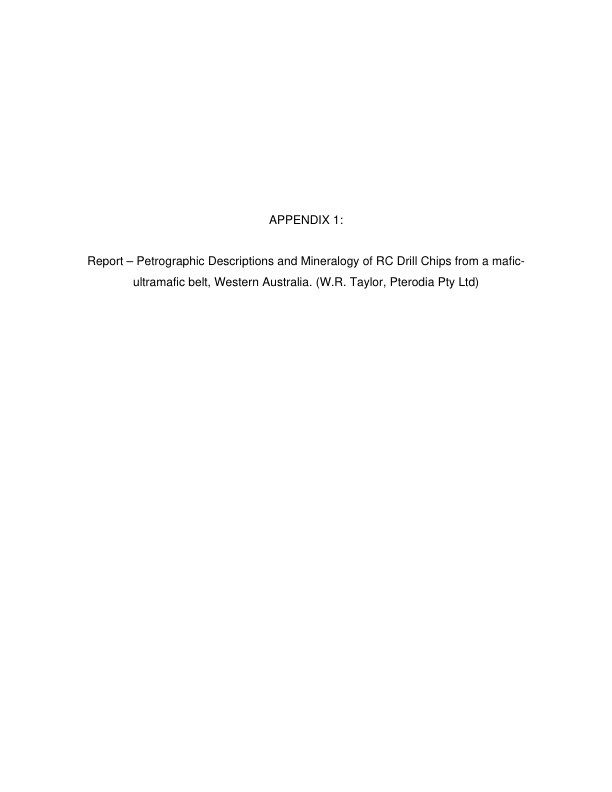 APPENDIX 1:
Report – Petrographic Descriptions and Mineralogy of RC Drill Chips from a mafic-
ultramafic belt, Western Australia. (W.R. Taylor, Pterodia Pty Ltd)